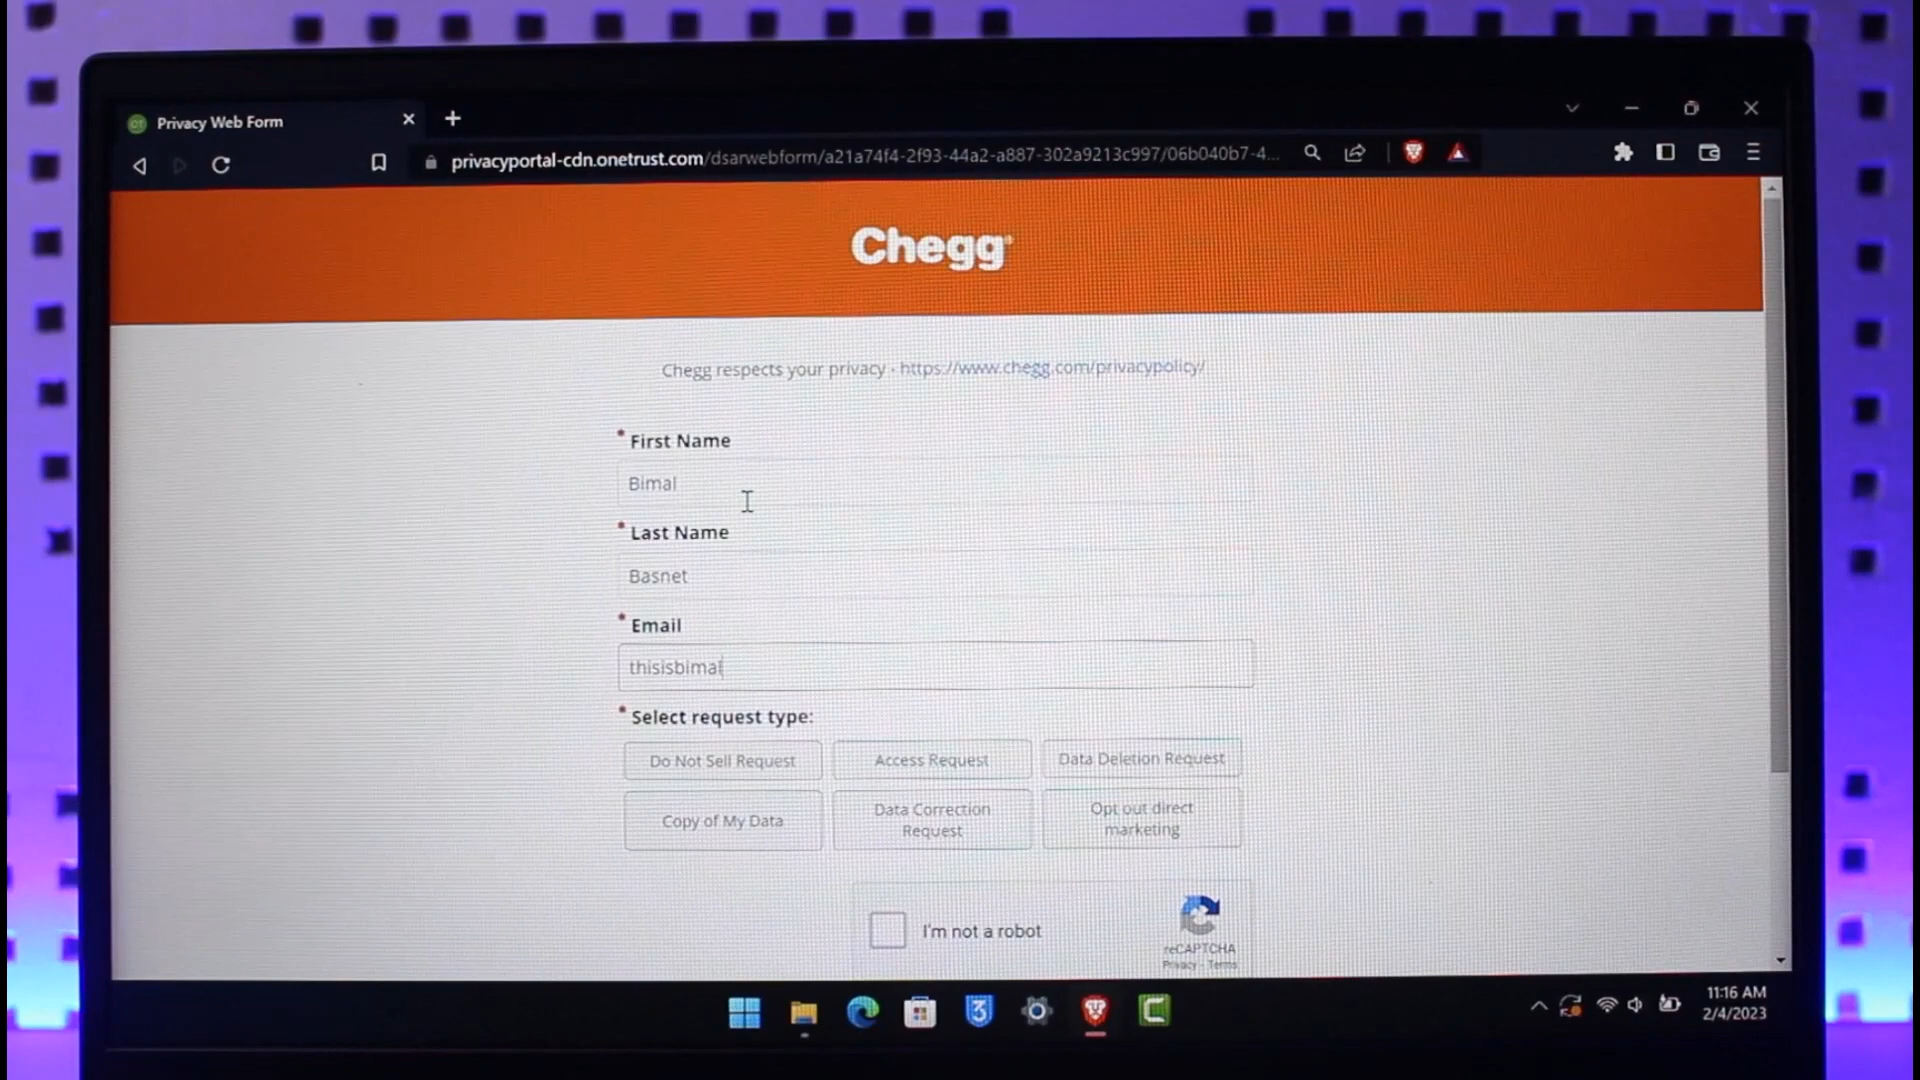 Privacy Web Form
privacyportal-cdn.onetrust.com/dsarwebform/a21a74f4-2f93-44a2-a887-302a9213c997/06b040b7-4...
Chegg
Chegg respects your privacy - https://www.chegg.com/privacypolicy/
* First Name
Bimal
* Last Name
Basnet
* Email
thisisbimal
* Select request type:
Do Not Sell Request
Access Request
Data Deletion Request
Copy of My Data
Data Correction
Request
Opt out direct
marketing
I'm not a robot
reCAPTCHA
Privacy - Terms
11:16 AM
2/4/2023